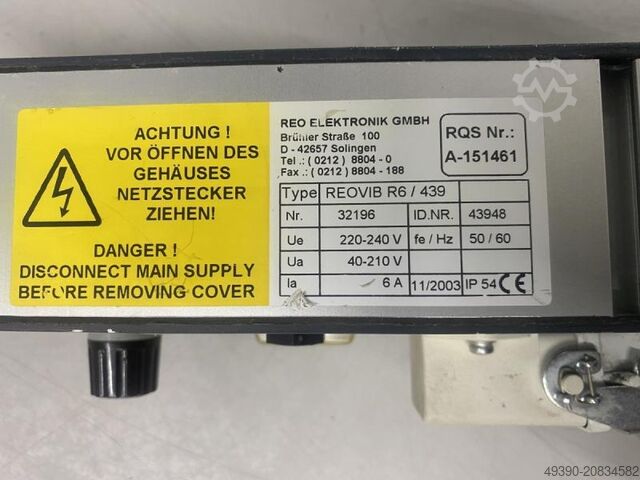 ACHTUNG !
VOR ÖFFNEN DES
GEHÄUSES
NETZSTECKER
ZIEHEN!
DANGER !
DISCONNECT MAIN SUPPLY
BEFORE REMOVING COVER
REO ELEKTRONIK GMBH
Brühler Straße 100
D - 42657 Solingen
Tel .: ( 0212 ) 8804 - 0
Fax .: ( 0212 ) 8804 - 188
RQS Nr.:
A-151461
Type REOVIB R6 / 439
Nr. 32196 ID.NR. 43948
Ue 220-240 V fe / Hz 50 / 60
Ua 40-210 V
Ia 6 A 11/2003 IP 54 CE
49390-20834582